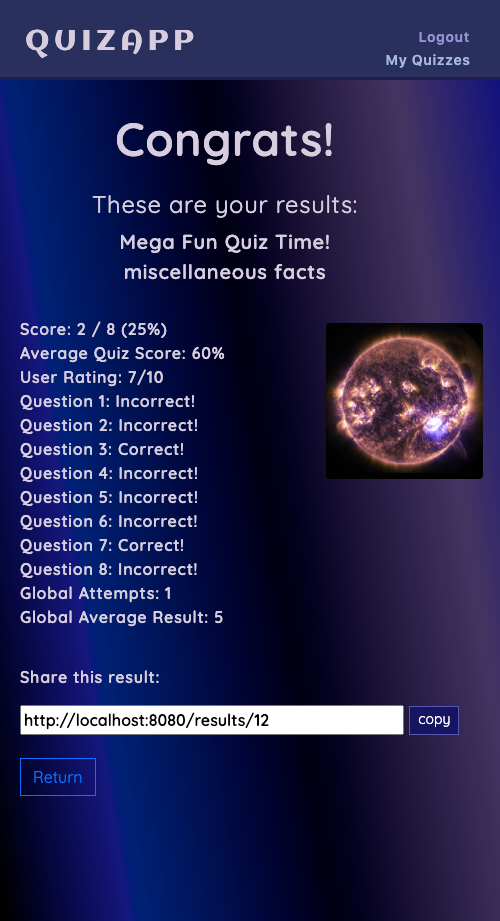 QUIZAPP
Logout
My Quizzes
Congrats!
These are your results:
Mega Fun Quiz Time!
miscellaneous facts
Score: 2 / 8 (25%)
Average Quiz Score: 60%
User Rating: 7/10
Question 1: Incorrect!
Question 2: Incorrect!
Question 3: Correct!
Question 4: Incorrect!
Question 5: Incorrect!
Question 6: Incorrect!
Question 7: Correct!
Question 8: Incorrect!
Global Attempts: 1
Global Average Result: 5
Share this result:
http://localhost:8080/results/12
copy
Return